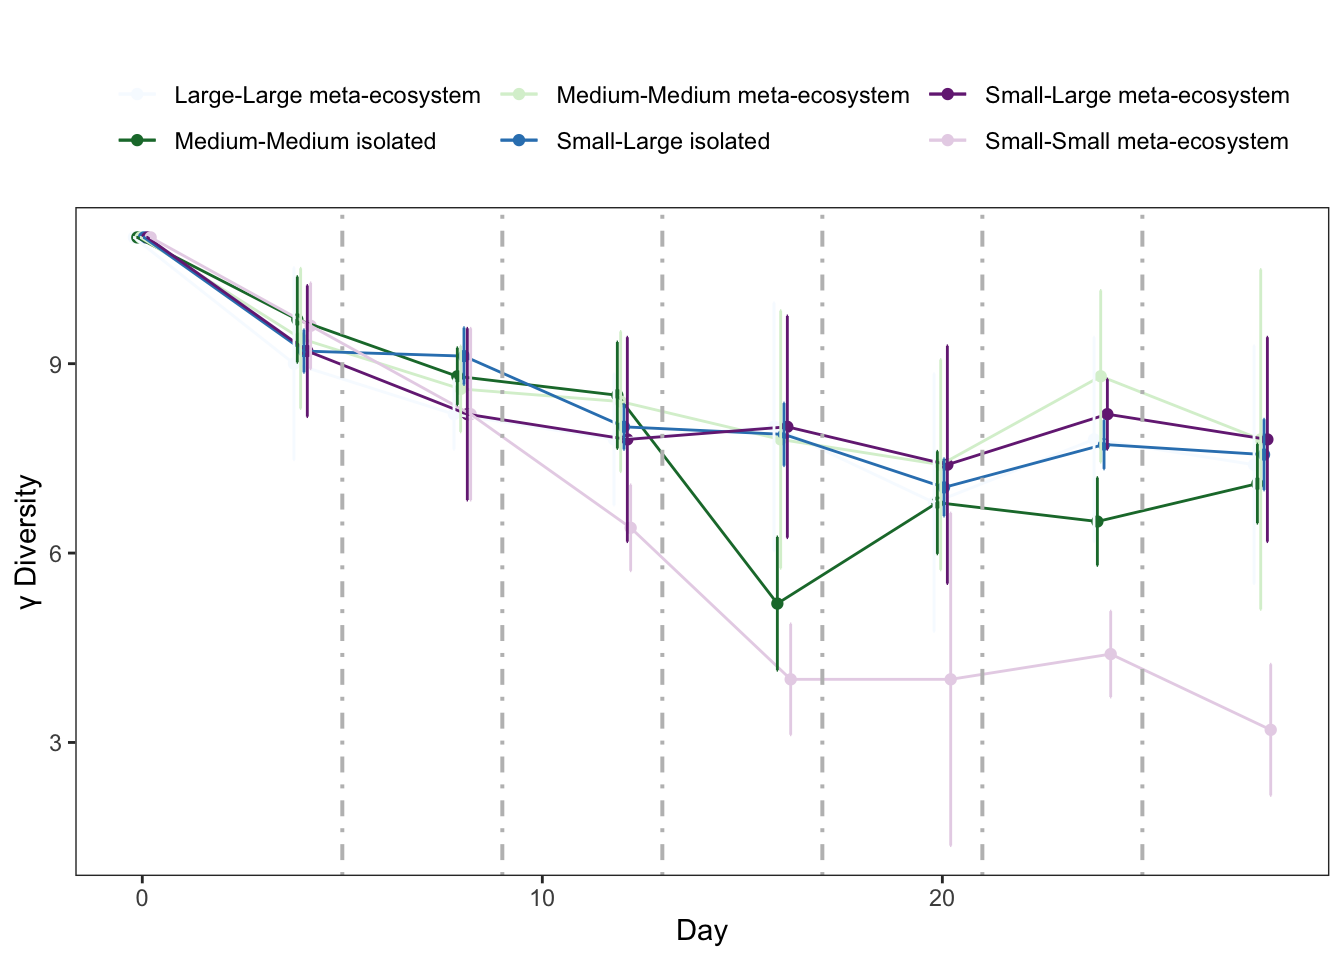 Large-Large meta-ecosystem Medium-Medium meta-ecosystem Small-Large meta-ecosystem
Medium-Medium isolated Small-Large isolated Small-Small meta-ecosystem
9
6
3
γ Diversity
0 10 20
Day